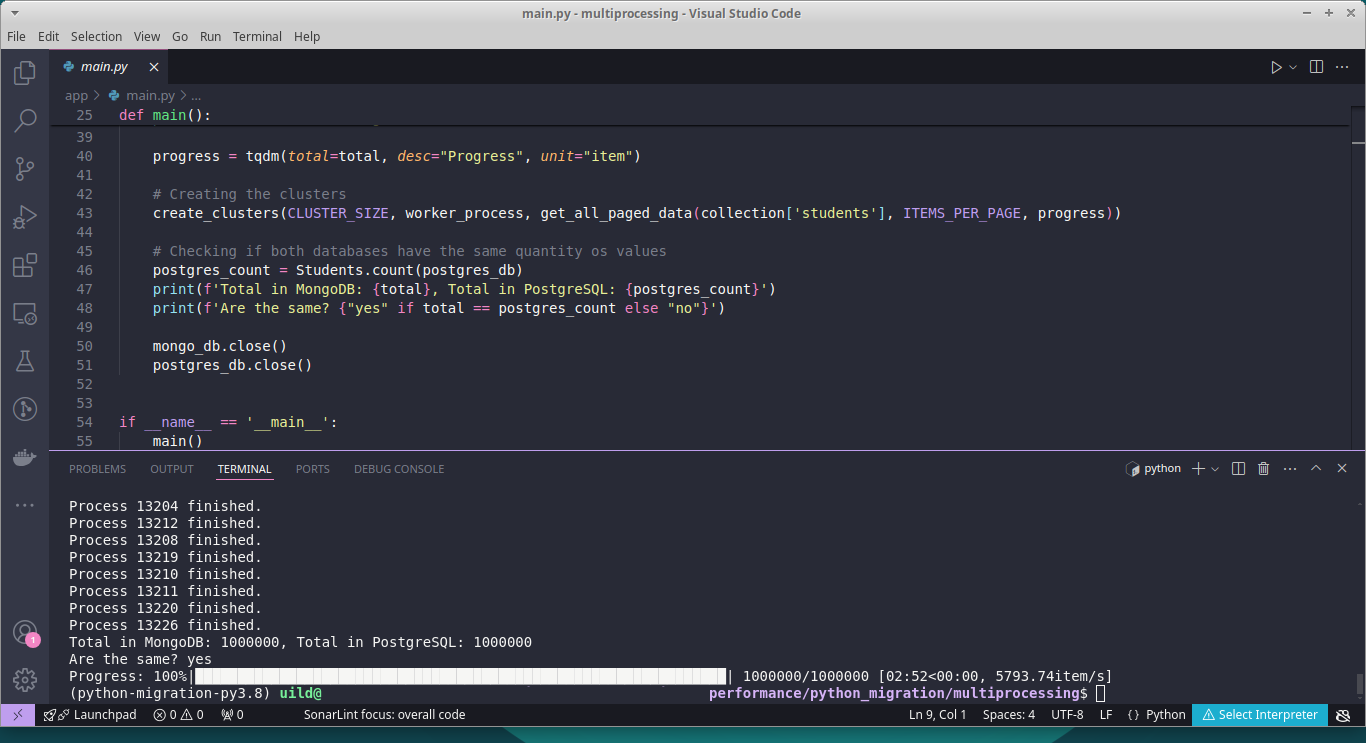 main.py - multiprocessing - Visual Studio Code
File Edit Selection View Go Run Terminal Help
main.py
app > main.py > ...
25 def main():
39
40 progress = tqdm(total=total, desc="Progress", unit="item")
41
42 # Creating the clusters
43 create_clusters(CLUSTER_SIZE, worker_process, get_all_paged_data(collection['students'], ITEMS_PER_PAGE, progress))
44
45 # Checking if both databases have the same quantity os values
46 postgres_count = Students.count(postgres_db)
47 print(f'Total in MongoDB: {total}, Total in PostgreSQL: {postgres_count}')
48 print(f'Are the same? {"yes" if total == postgres_count else "no"}')
49
50 mongo_db.close()
51 postgres_db.close()
52
53
54 if __name__ == '__main__':
55 main()
PROBLEMS OUTPUT TERMINAL PORTS DEBUG CONSOLE python
Process 13204 finished.
Process 13212 finished.
Process 13208 finished.
Process 13219 finished.
Process 13210 finished.
Process 13211 finished.
Process 13220 finished.
Process 13226 finished.
Total in MongoDB: 1000000, Total in PostgreSQL: 1000000
Are the same? yes
Progress: 100%| | 1000000/1000000 [02:52<00:00, 5793.74item/s]
(python-migration-py3.8) uild@ performance/python_migration/multiprocessing$
1
Launchpad 0 0 0 SonarLint focus: overall code Ln 9, Col 1 Spaces: 4 UTF-8 LF {} Python Select Interpreter